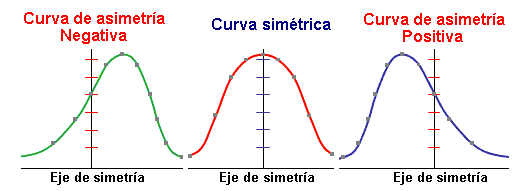 Curva de asimetría
Negativa
Curva simétrica
Curva de asimetría
Positiva
Eje de simetría
Eje de simetría
Eje de simetría